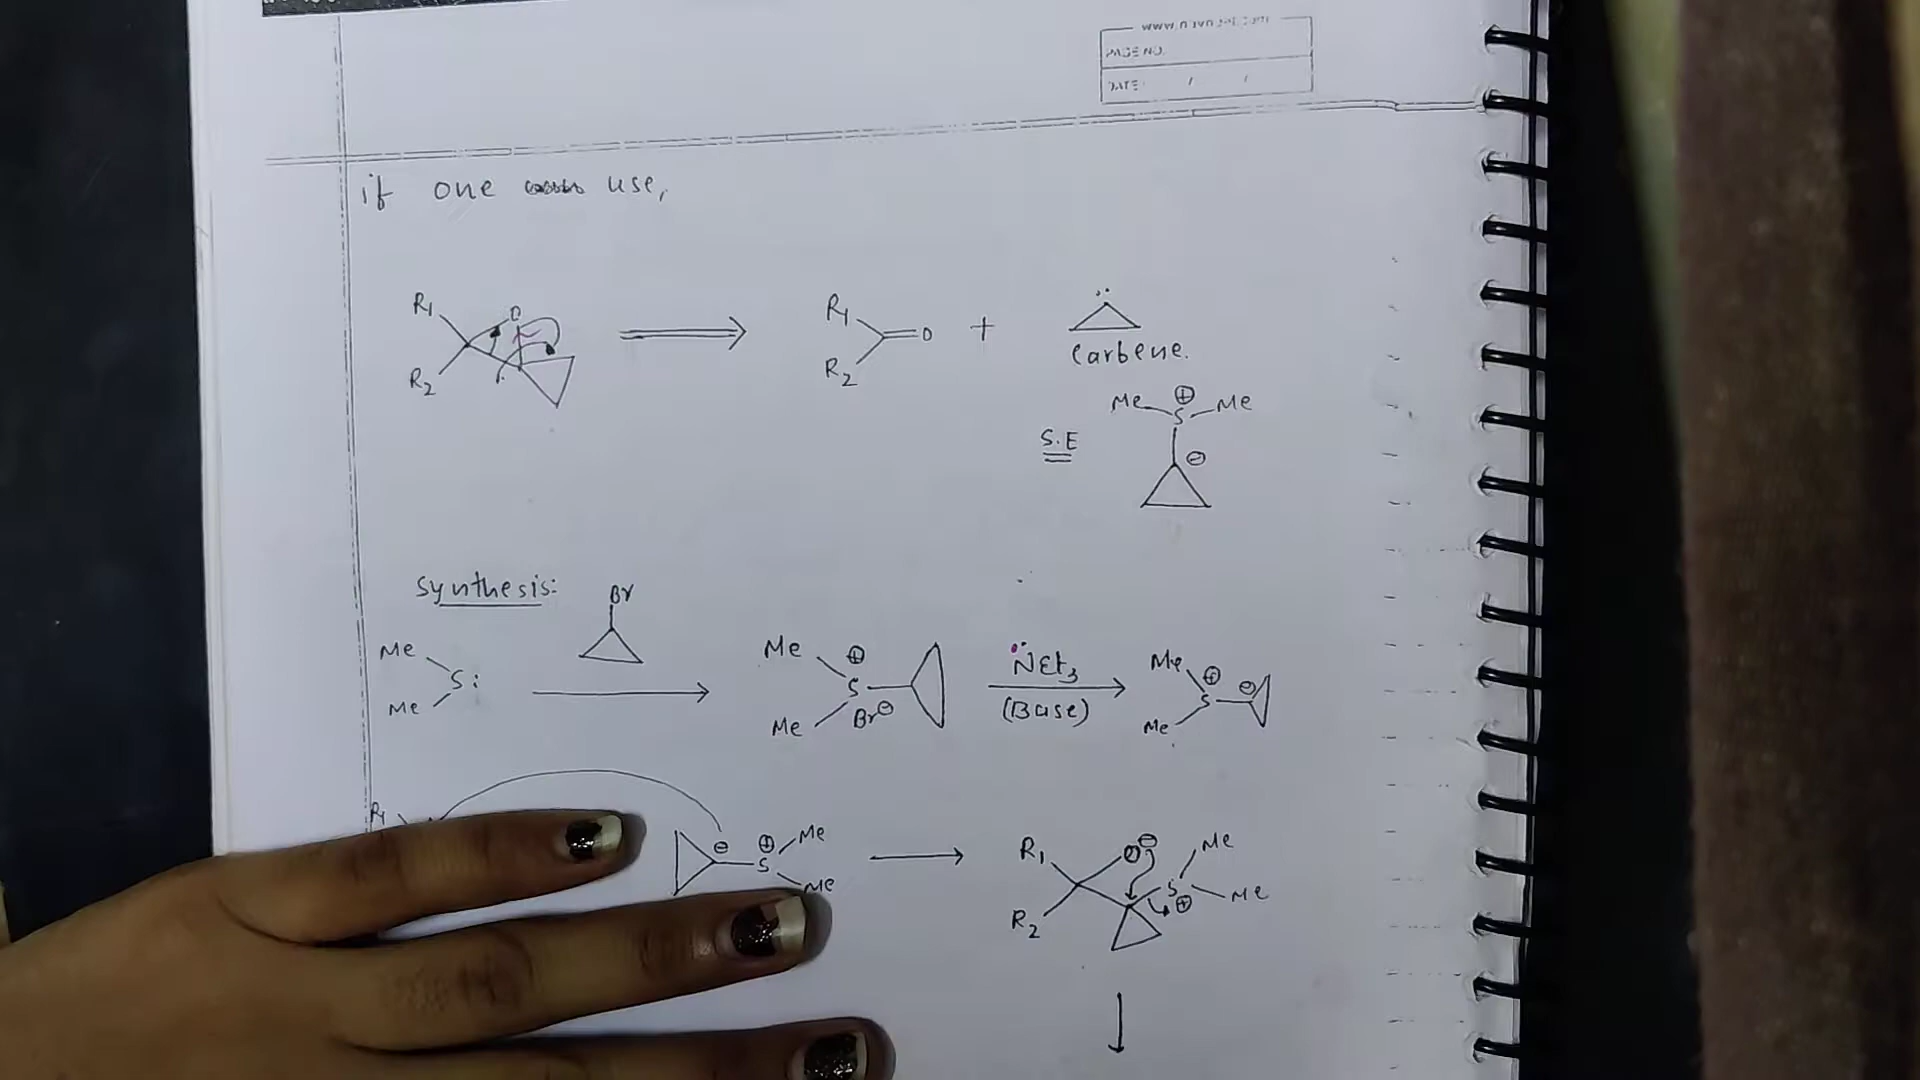 PAGE NO.
DATE: / /
if one use,
R1 O R2
R1 R2 =O + ..
carbene.
S.E Me S ⊕ Me ⊖
Synthesis:
Br
Me S: Me
Me ⊕ S Br⊖ Me
N̈Et3
(Base)
Me ⊕ S ⊖ Me
R1
⊖ ⊕ S Me Me
R1 R2 O⊖ S ⊕ Me Me